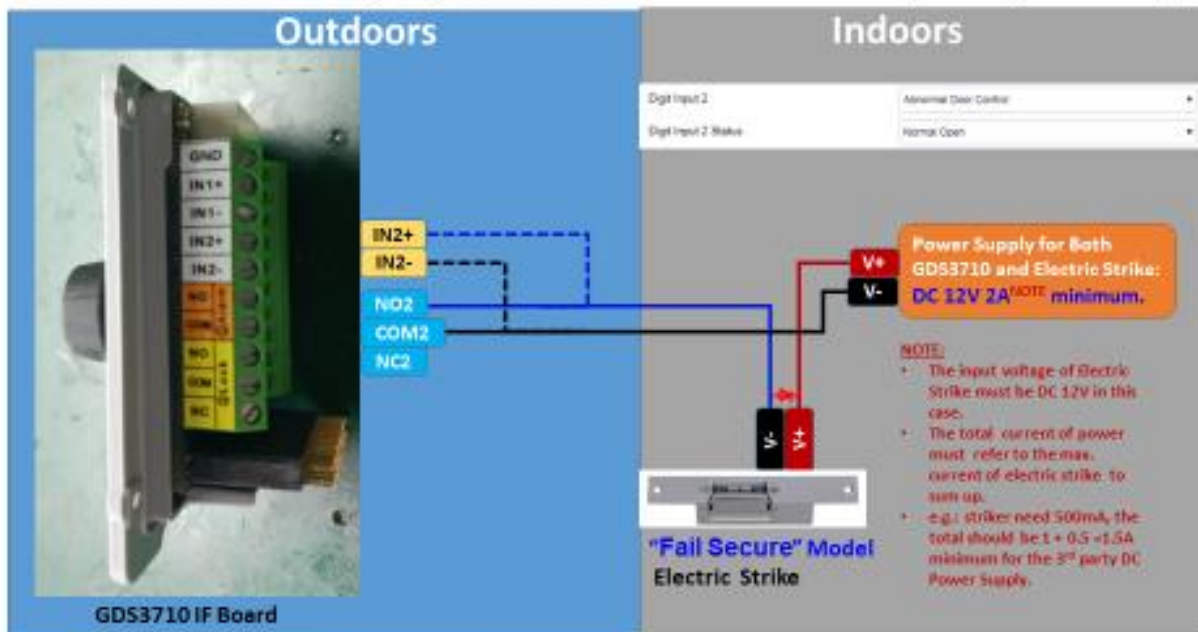 Outdoors
Indoors
Digit Input 2
Abnormal Door Control
Digit Input 2 Status
Normal Open
GND
IN1+
IN1-
IN2+
IN2-
NO
COM
NO
COM
NC
Lock
IN2+
IN2-
NO2
COM2
NC2
V+
V-
Power Supply for Both
GDS3710 and Electric Strike:
DC 12V 2A NOTE minimum.
NOTE:
• The input voltage of Electric
Strike must be DC 12V in this
case.
• The total current of power
must refer to the max.
current of electric strike to
sum up.
• e.g.: striker need 500mA, the
total should be 1 + 0.5 =1.5A
minimum for the 3rd party DC
Power Supply.
V-
V+
"Fail Secure" Model
Electric Strike
GDS3710 IF Board